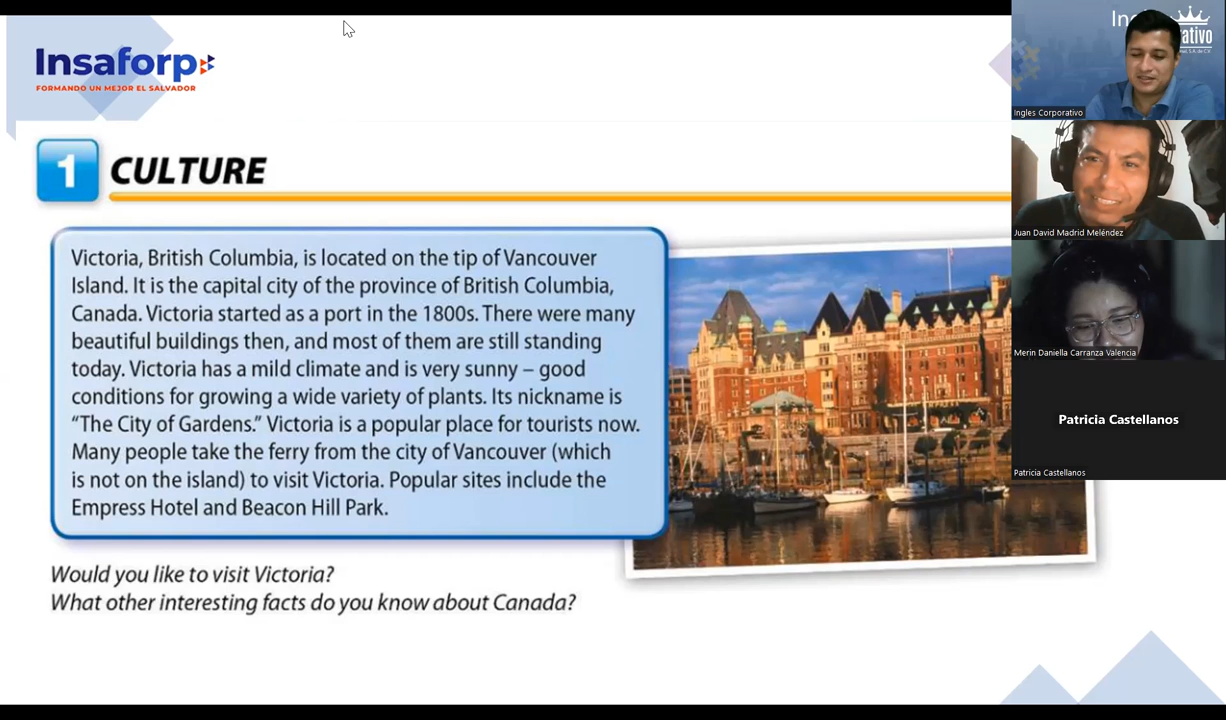 Insaforp
FORMANDO UN MEJOR EL SALVADOR
1 CULTURE
Victoria, British Columbia, is located on the tip of Vancouver
Island. It is the capital city of the province of British Columbia,
Canada. Victoria started as a port in the 1800s. There were many
beautiful buildings then, and most of them are still standing
today. Victoria has a mild climate and is very sunny – good
conditions for growing a wide variety of plants. Its nickname is
“The City of Gardens.” Victoria is a popular place for tourists now.
Many people take the ferry from the city of Vancouver (which
is not on the island) to visit Victoria. Popular sites include the
Empress Hotel and Beacon Hill Park.
Would you like to visit Victoria?
What other interesting facts do you know about Canada?
Ingles Corporativo
Juan David Madrid Meléndez
Merin Daniella Carranza Valencia
Patricia Castellanos
Patricia Castellanos